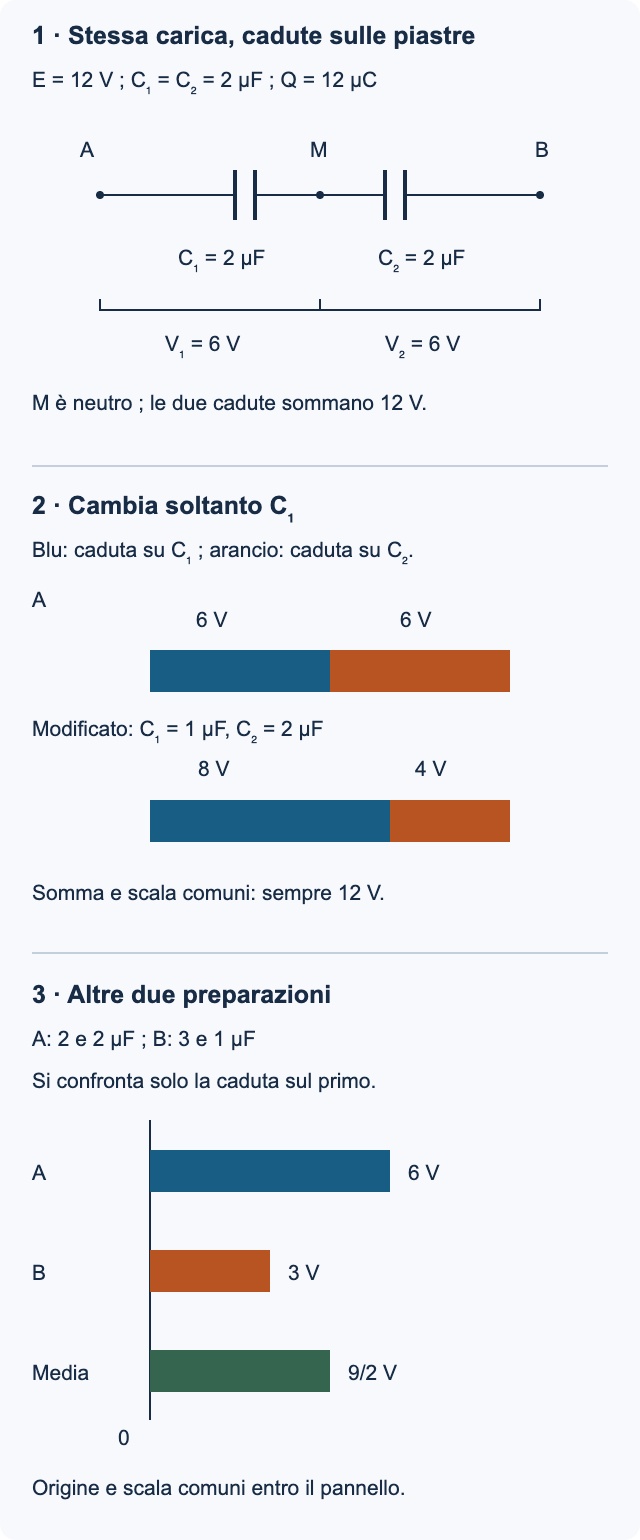 1 · Stessa carica, cadute sulle piastre
E = 12 V ; C₁ = C₂ = 2 µF ; Q = 12 µC
A M B
C₁ = 2 µF C₂ = 2 µF
V₁ = 6 V V₂ = 6 V
M è neutro ; le due cadute sommano 12 V.
2 · Cambia soltanto C₁
Blu: caduta su C₁ ; arancio: caduta su C₂.
A
6 V 6 V
Modificato: C₁ = 1 µF, C₂ = 2 µF
8 V 4 V
Somma e scala comuni: sempre 12 V.
3 · Altre due preparazioni
A: 2 e 2 µF ; B: 3 e 1 µF
Si confronta solo la caduta sul primo.
A 6 V
B 3 V
Media 9/2 V
0
Origine e scala comuni entro il pannello.